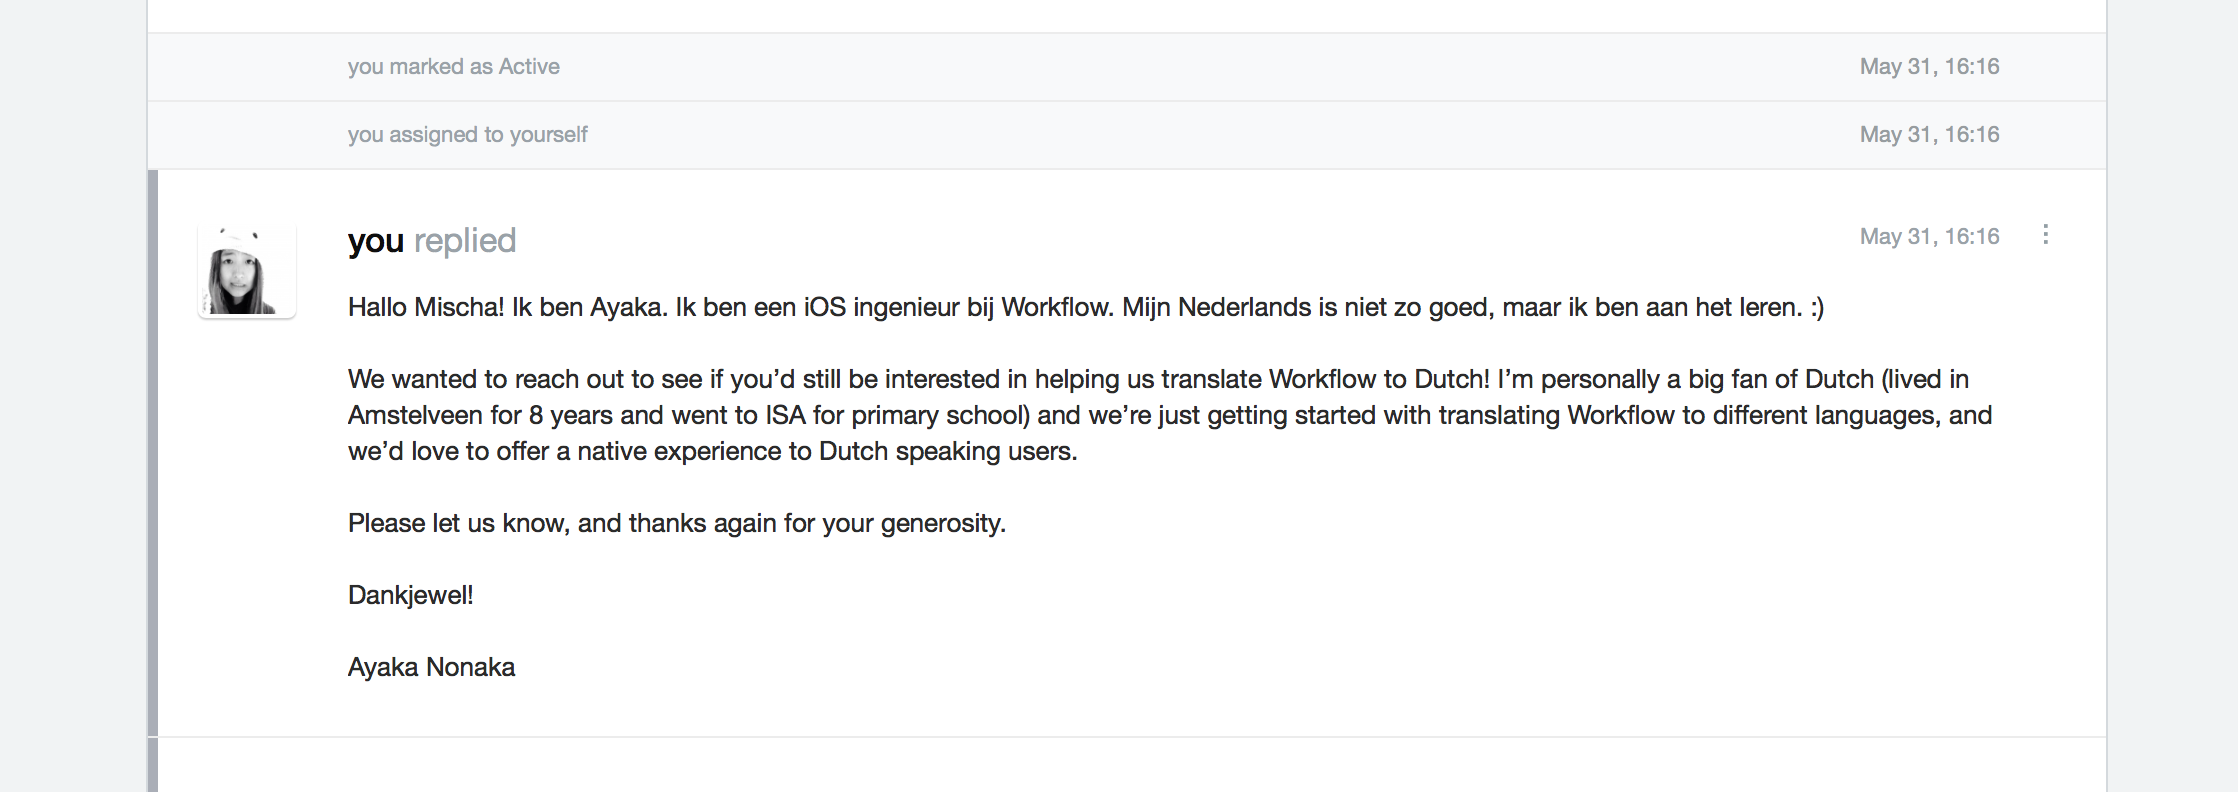 you marked as Active May 31, 16:16
you assigned to yourself May 31, 16:16
you replied May 31, 16:16
Hallo Mischa! Ik ben Ayaka. Ik ben een iOS ingenieur bij Workflow. Mijn Nederlands is niet zo goed, maar ik ben aan het leren. :)
We wanted to reach out to see if you’d still be interested in helping us translate Workflow to Dutch! I’m personally a big fan of Dutch (lived in
Amstelveen for 8 years and went to ISA for primary school) and we’re just getting started with translating Workflow to different languages, and
we’d love to offer a native experience to Dutch speaking users.
Please let us know, and thanks again for your generosity.
Dankjewel!
Ayaka Nonaka